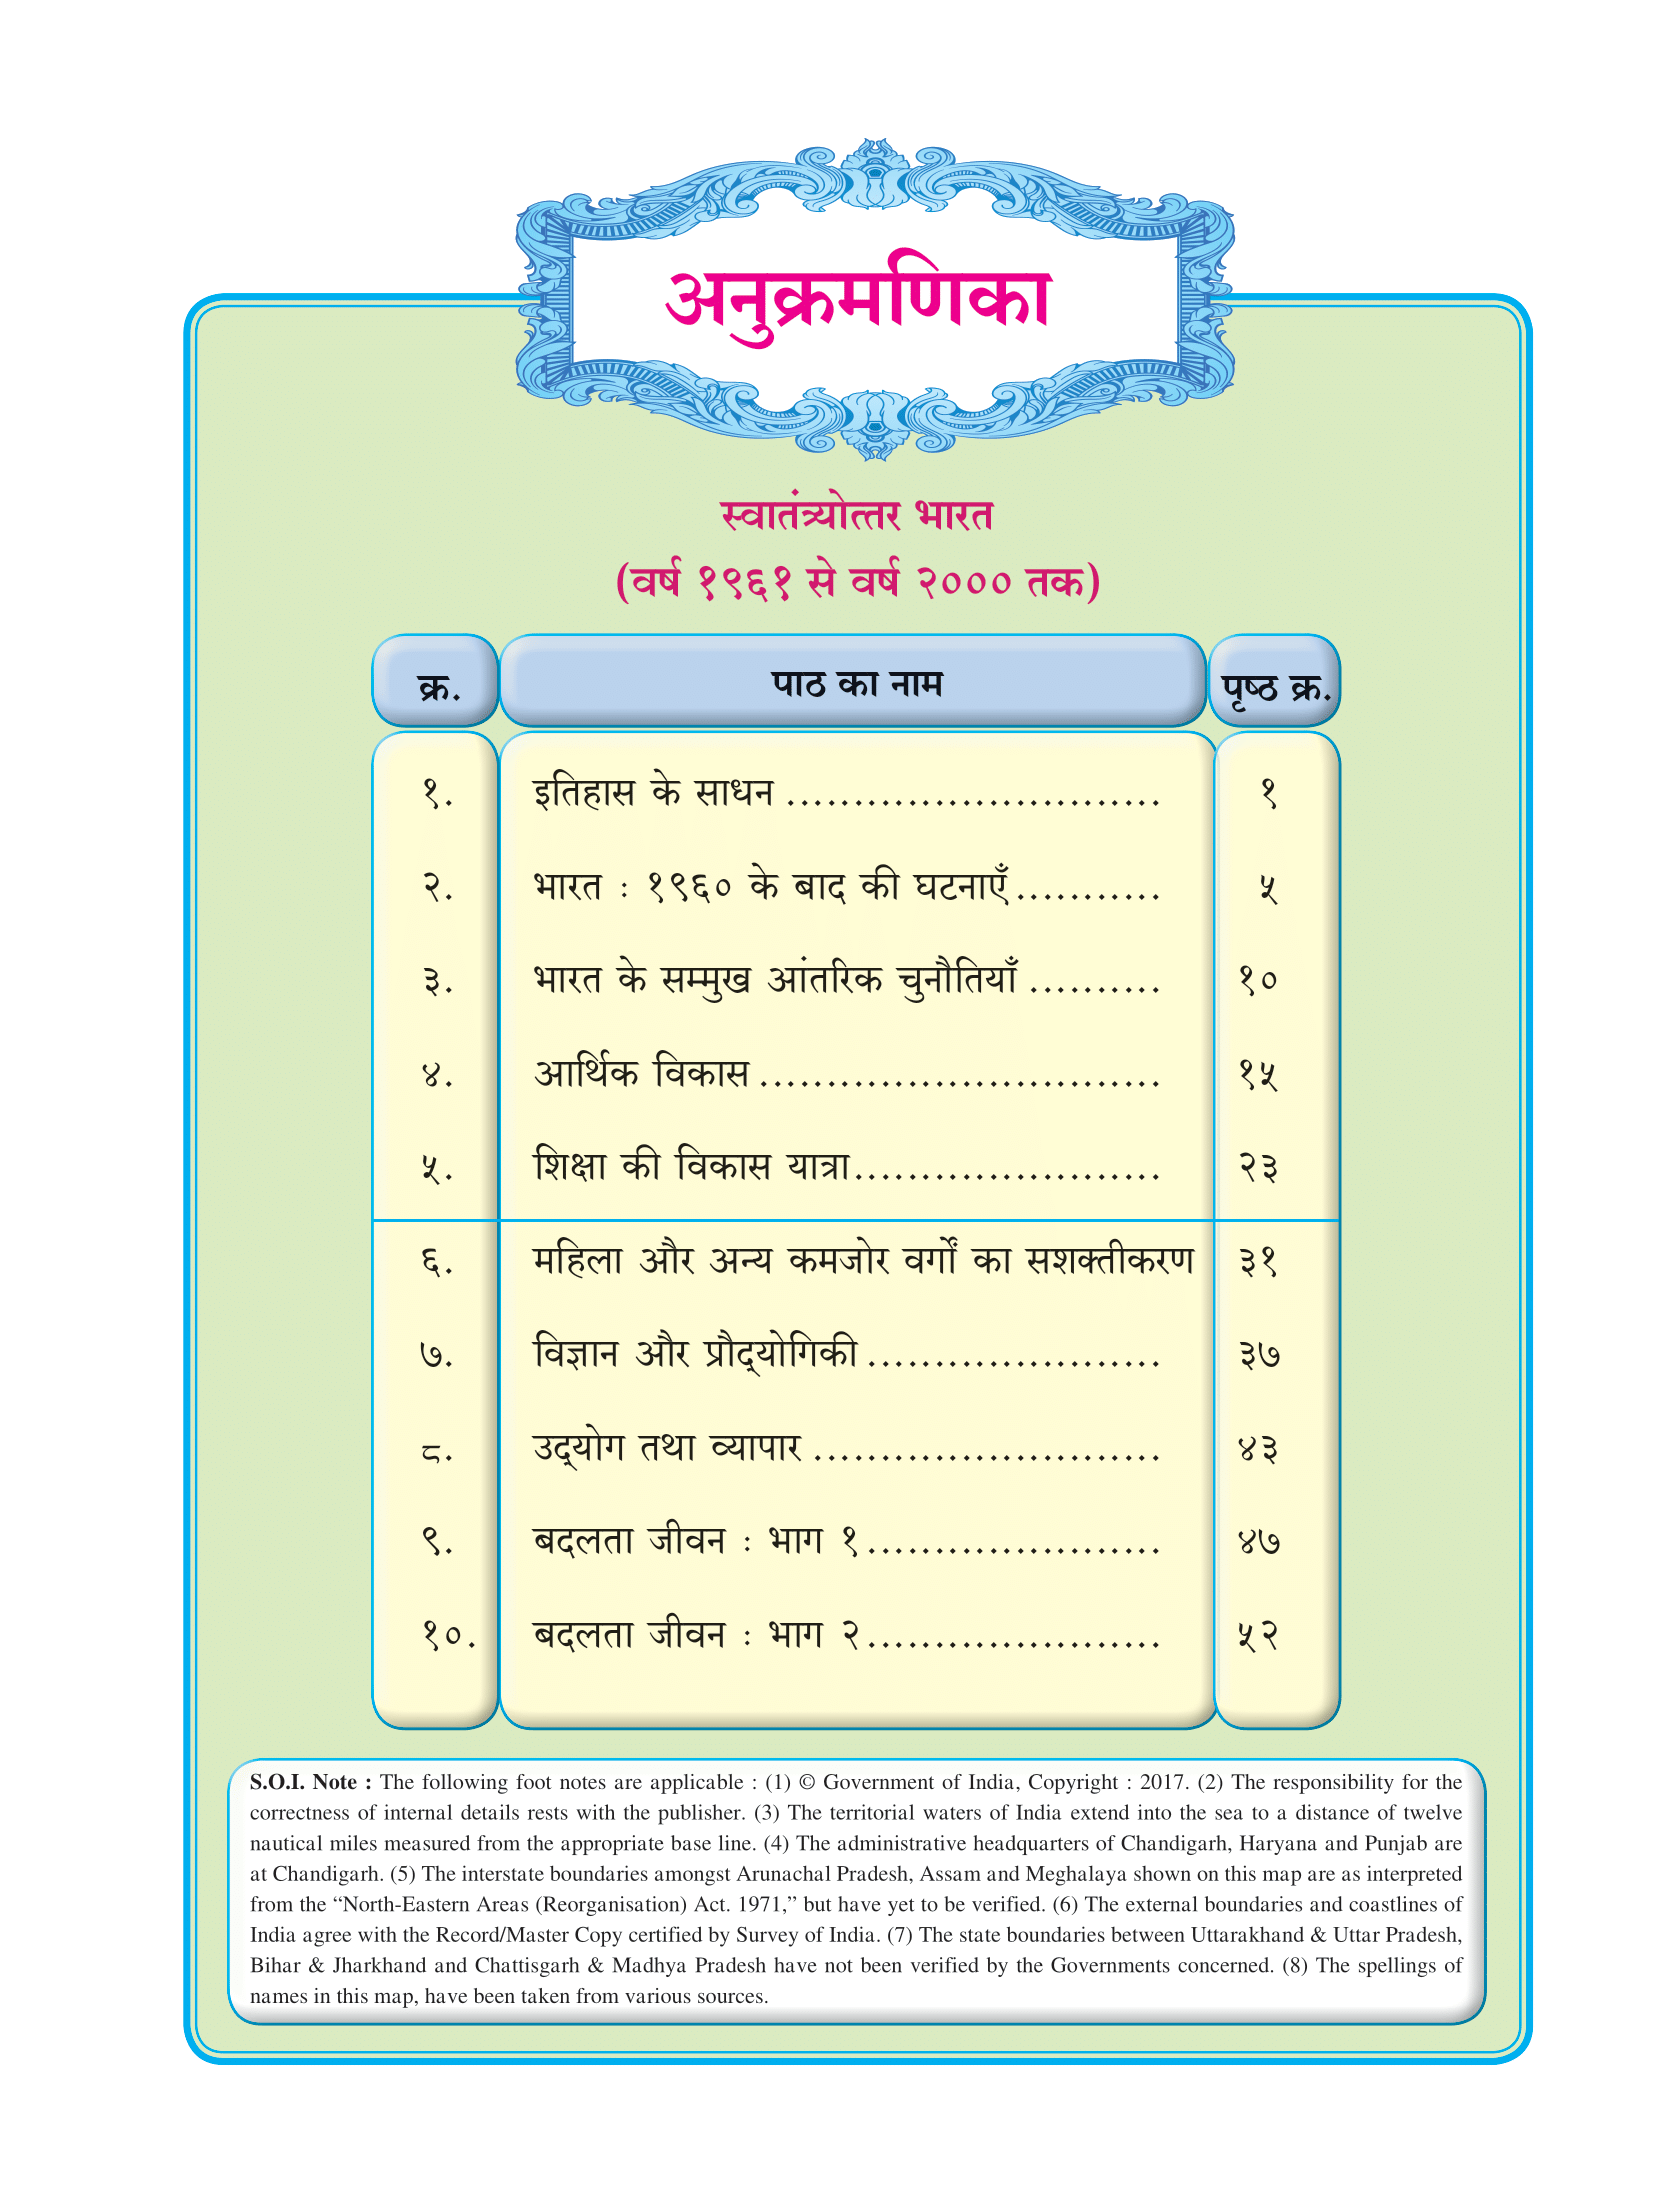 अनुक्रमणिका
स्वातंत्र्योत्तर भारत
(वर्ष १९६१ से वर्ष २००० तक)
क्र. पाठ का नाम पृष्ठ क्र.
१. इतिहास के साधन ............................ १
२. भारत : १९६० के बाद की घटनाएँ ........... ५
३. भारत के सम्मुख आंतरिक चुनौतियाँ .......... १०
४. आर्थिक विकास .............................. १५
५. शिक्षा की विकास यात्रा ....................... २३
६. महिला और अन्य कमजोर वर्गों का सशक्तीकरण ३१
७. विज्ञान और प्रौद्योगिकी ...................... ३७
८. उद्योग तथा व्यापार .......................... ४३
९. बदलता जीवन : भाग १ ...................... ४७
१०. बदलता जीवन : भाग २ ...................... ५२
S.O.I. Note : The following foot notes are applicable : (1) © Government of India, Copyright : 2017. (2) The responsibility for the
correctness of internal details rests with the publisher. (3) The territorial waters of India extend into the sea to a distance of twelve
nautical miles measured from the appropriate base line. (4) The administrative headquarters of Chandigarh, Haryana and Punjab are
at Chandigarh. (5) The interstate boundaries amongst Arunachal Pradesh, Assam and Meghalaya shown on this map are as interpreted
from the “North-Eastern Areas (Reorganisation) Act. 1971,” but have yet to be verified. (6) The external boundaries and coastlines of
India agree with the Record/Master Copy certified by Survey of India. (7) The state boundaries between Uttarakhand & Uttar Pradesh,
Bihar & Jharkhand and Chattisgarh & Madhya Pradesh have not been verified by the Governments concerned. (8) The spellings of
names in this map, have been taken from various sources.